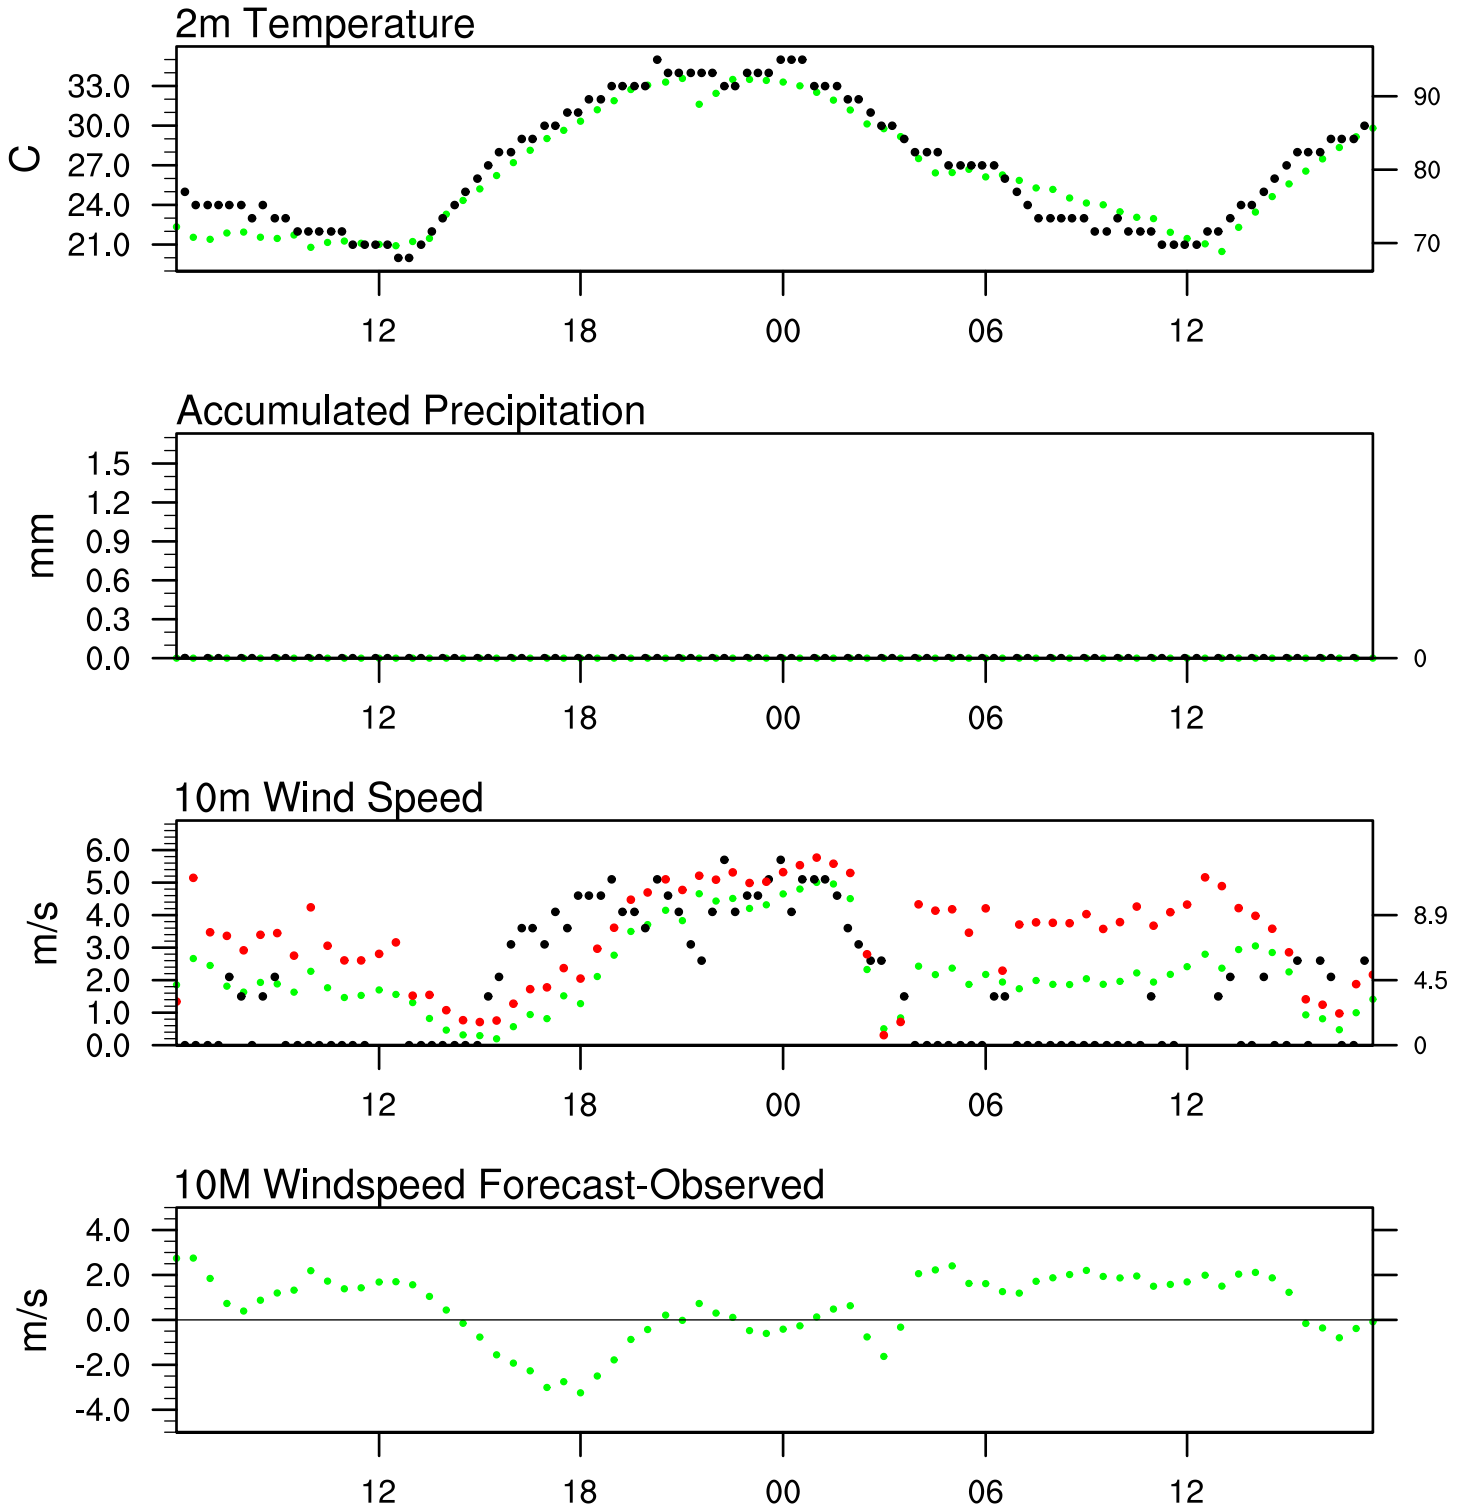 2m Temperature
33.0
30.0
27.0
24.0
21.0
C
90
80
70
12 18 00 06 12
Accumulated Precipitation
1.5
1.2
0.9
0.6
0.3
0.0
mm
0
12 18 00 06 12
10m Wind Speed
6.0
5.0
4.0
3.0
2.0
1.0
0.0
m/s
8.9
4.5
0
12 18 00 06 12
10M Windspeed Forecast-Observed
4.0
2.0
0.0
-2.0
-4.0
m/s
12 18 00 06 12